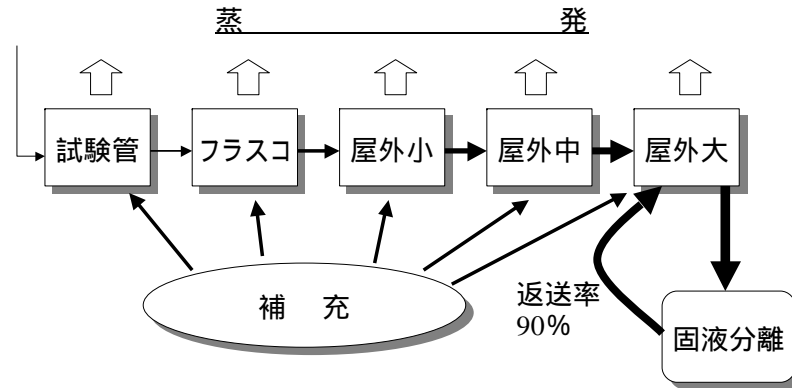 蒸 発
試験管
フラスコ
屋外小
屋外中
屋外大
補 充
返送率
90%
固液分離